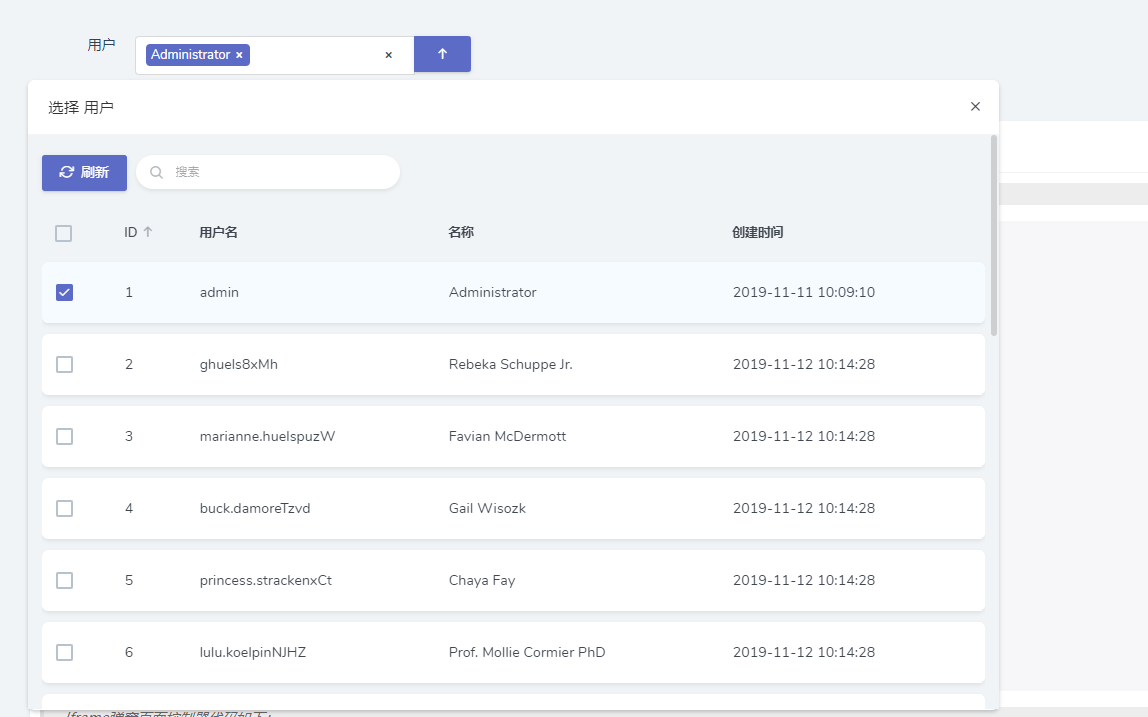 用户
Administrator ×
×
选择 用户
×
刷新
搜索
ID 用户名 名称 创建时间
1 admin Administrator 2019-11-11 10:09:10
2 ghuels8xMh Rebeka Schuppe Jr. 2019-11-12 10:14:28
3 marianne.huelspuzW Favian McDermott 2019-11-12 10:14:28
4 buck.damoreTzvd Gail Wisozk 2019-11-12 10:14:28
5 princess.strackenxCt Chaya Fay 2019-11-12 10:14:28
6 lulu.koelpinNJHZ Prof. Mollie Cormier PhD 2019-11-12 10:14:28